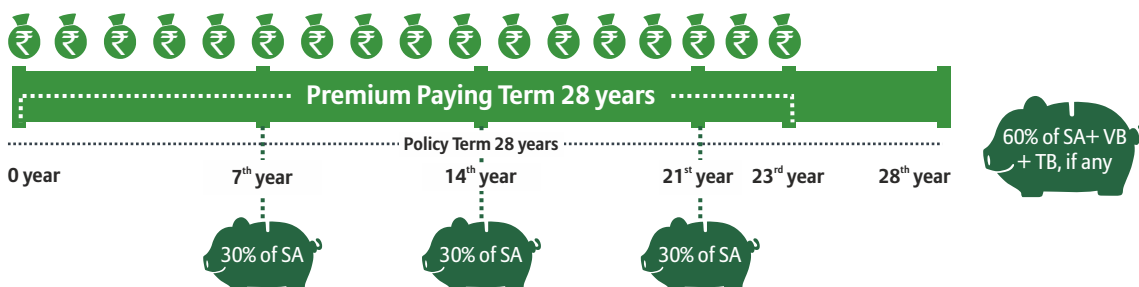 ₹ ₹ ₹ ₹ ₹ ₹ ₹ ₹ ₹ ₹ ₹ ₹ ₹ ₹ ₹ ₹ ₹
Premium Paying Term 28 years
Policy Term 28 years
0 year 7th year 14th year 21st year 23rd year 28th year
60% of SA+ VB
+ TB, if any
30% of SA 30% of SA 30% of SA